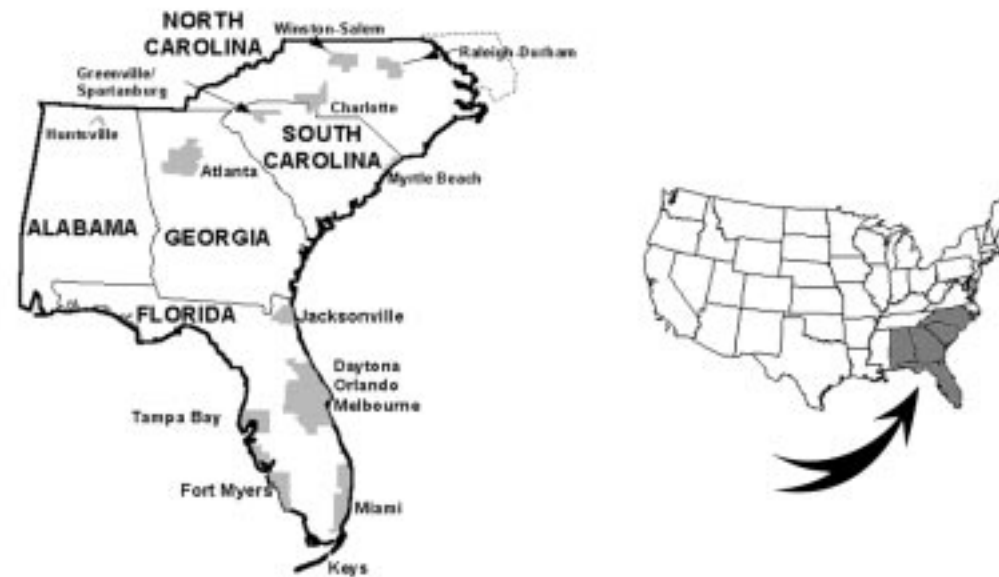 NORTH
CAROLINA
Winston-Salem
Raleigh-Durham
Greenville/
Spartanburg
Charlotte
Huntsville
SOUTH
CAROLINA
Atlanta
Myrtle Beach
ALABAMA
GEORGIA
FLORIDA
Jacksonville
Daytona
Orlando
Melbourne
Tampa Bay
Fort Myers
Miami
Keys